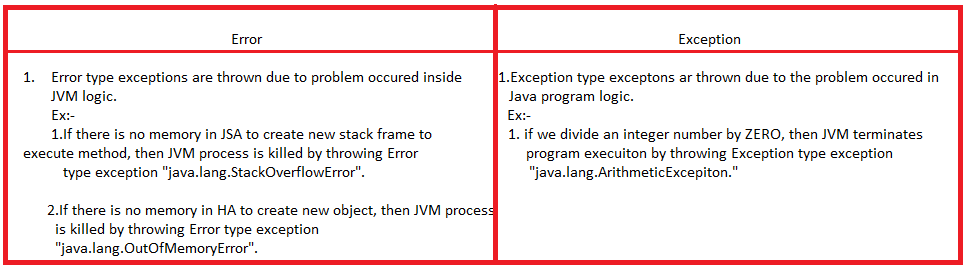 Error
Exception
1. Error type exceptions are thrown due to problem occured inside
JVM logic.
Ex:-
1.If there is no memory in JSA to create new stack frame to
execute method, then JVM process is killed by throwing Error
type exception "java.lang.StackOverflowError".
2.If there is no memory in HA to create new object, then JVM process
is killed by throwing Error type exception
"java.lang.OutOfMemoryError".
1.Exception type exceptons ar thrown due to the problem occured in
Java program logic.
Ex:-
1. if we divide an integer number by ZERO, then JVM terminates
program execuiton by throwing Exception type exception
"java.lang.ArithmeticExcepiton."